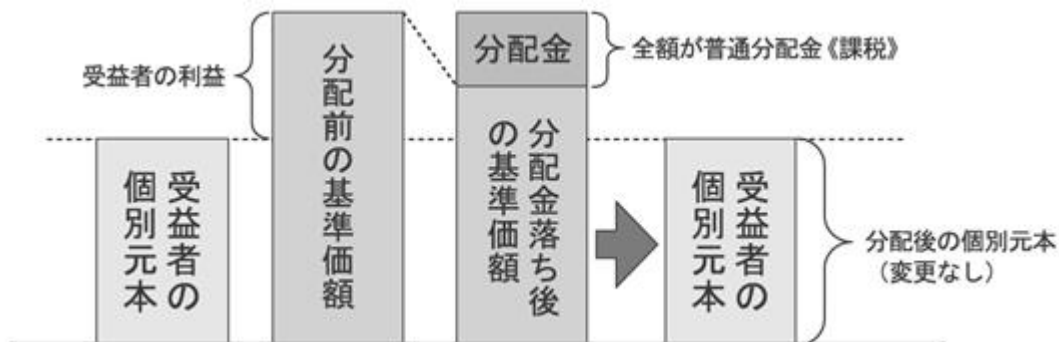 受益者の利益
受益者の
個別元本
分配前の基準価額
分配金
全額が普通分配金《課税》
分配金落ち後
の基準価額
受益者の
個別元本
分配後の個別元本
（変更なし）